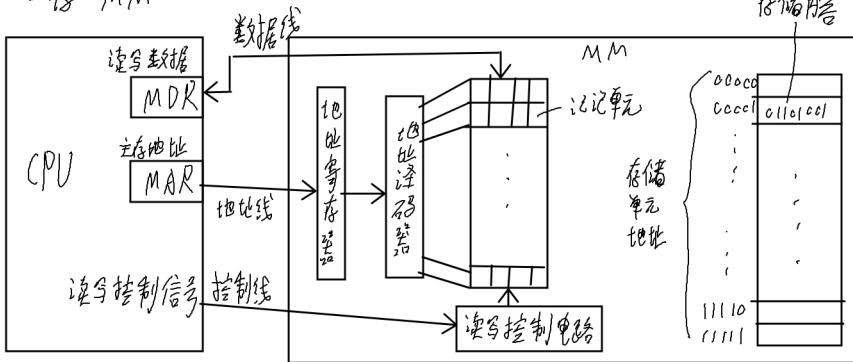 MM
数据线
存储内容
MM
读写数据
MDR
地址寄存器
地址译码器
记忆单元
00000
00001
01101001
CPU
主存地址
MAR
地址线
存储
单元
地址
读写控制信号
控制线
读写控制电路
11110
11111